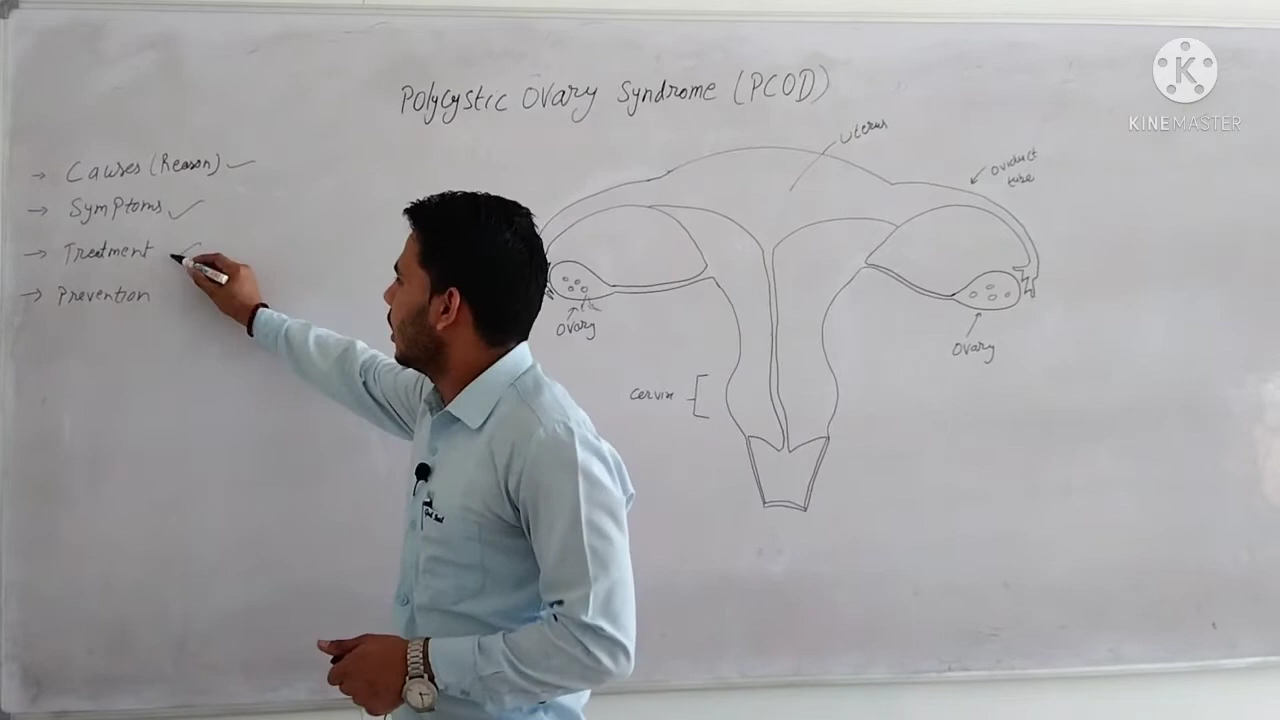 Polycystic Ovary Syndrome (PCOD)
→ Causes (Reason) ✓
→ Symptoms ✓
→ Treatment ✓
→ Prevention
Uterus
oviduct
tube
Ovary
Ovary
Cervix
K
KINEMASTER